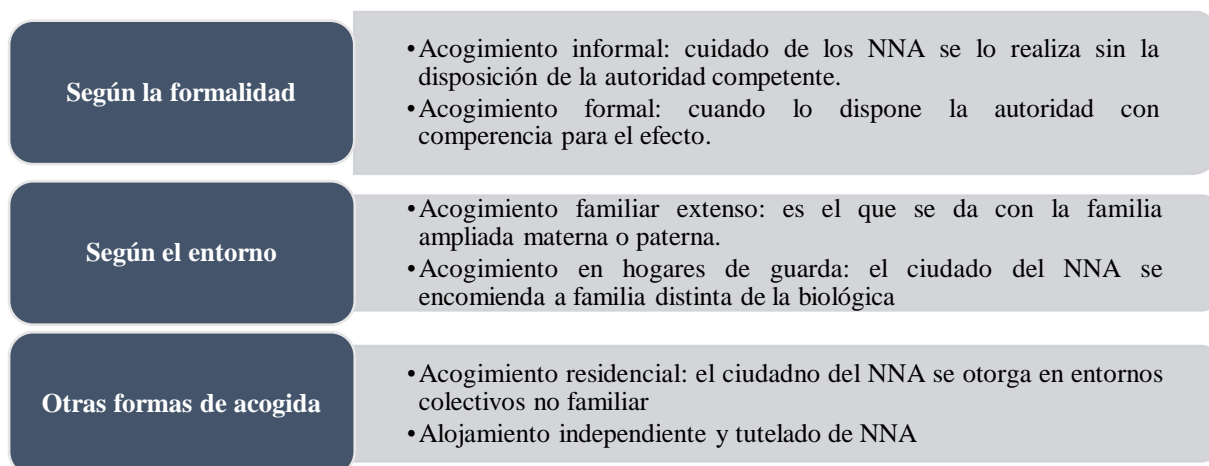 Según la formalidad
•Acogimiento informal: cuidado de los NNA se lo realiza sin la
disposición de la autoridad competente.
•Acogimiento formal: cuando lo dispone la autoridad con
comperencia para el efecto.
Según el entorno
•Acogimiento familiar extenso: es el que se da con la familia
ampliada materna o paterna.
•Acogimiento en hogares de guarda: el ciudado del NNA se
encomienda a familia distinta de la biológica
Otras formas de acogida
•Acogimiento residencial: el ciudadno del NNA se otorga en entornos
colectivos no familiar
•Alojamiento independiente y tutelado de NNA